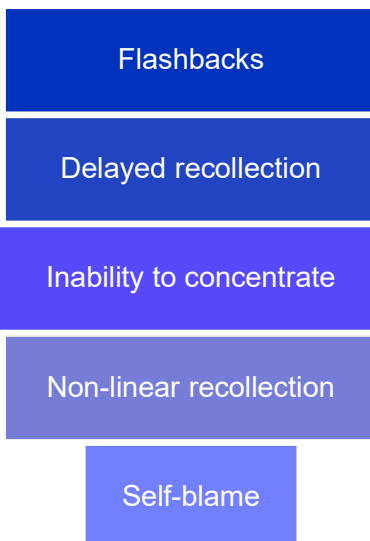 Flashbacks
Delayed recollection
Inability to concentrate
Non-linear recollection
Self-blame